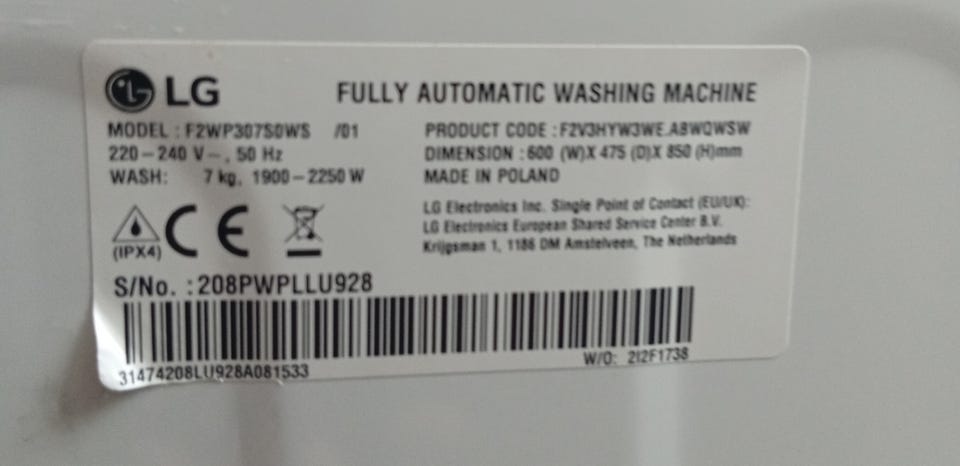 LG
FULLY AUTOMATIC WASHING MACHINE
MODEL : F2WP307S0WS /01
220-240 V~, 50 Hz
WASH: 7 kg, 1900-2250 W
PRODUCT CODE : F2V3HYW3WE.ABWQWSW
DIMENSION : 600 (W)X 475 (D)X 850 (H)mm
MADE IN POLAND
LG Electronics Inc. Single Point of Contact (EU/UK):
LG Electronics European Shared Service Center B.V.
Krijgsman 1, 1186 DM Amstelveen, The Netherlands
(IPX4)
CE
S/No. : 208PWPLLU928
31474208LU928A081533
W/O: 2I2F1738